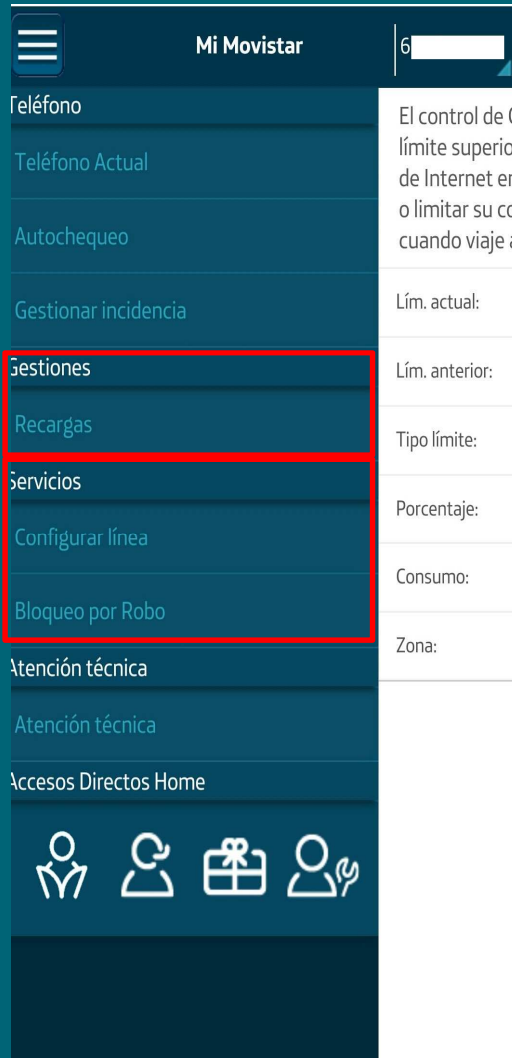 Mi Movistar
6
Teléfono
Teléfono Actual
Autochequeo
Gestionar incidencia
Gestiones
Recargas
Servicios
Configurar línea
Bloqueo por Robo
Atención técnica
Atención técnica
Accesos Directos Home
El control de
límite superio
de Internet en
o limitar su co
cuando viaje a
Lím. actual:
Lím. anterior:
Tipo límite:
Porcentaje:
Consumo:
Zona: